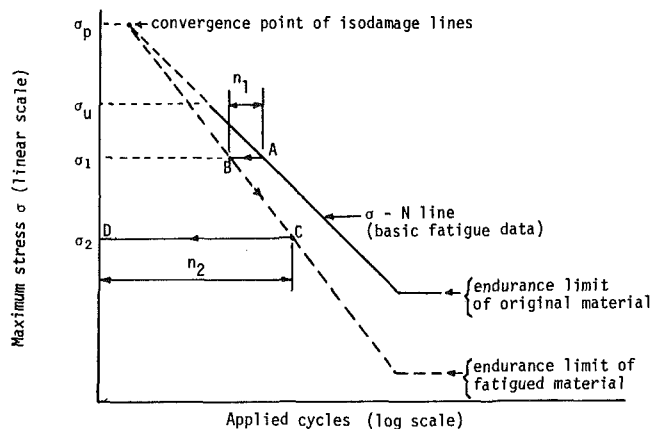 σp
convergence point of isodamage lines
n1
σu
A
σ1
B
σ - N line
(basic fatigue data)
σ2
D
C
n2
endurance limit
of original material
endurance limit of
fatigued material
Maximum stress σ (linear scale)
Applied cycles (log scale)